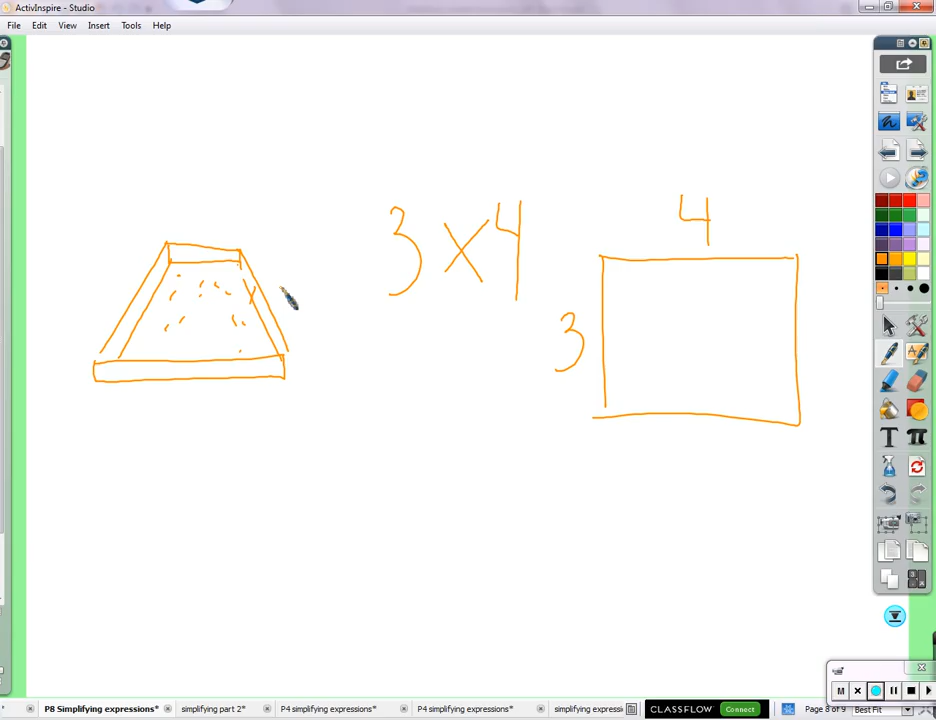 ActivInspire - Studio
File Edit View Insert Tools Help
3 x 4
4
3
P8 Simplifying expressions*
simplifying part 2*
P4 simplifying expressions*
P4 simplifying expressions*
simplifying express
CLASSFLOW Connect
Page 8 of 9
Best Fit
M